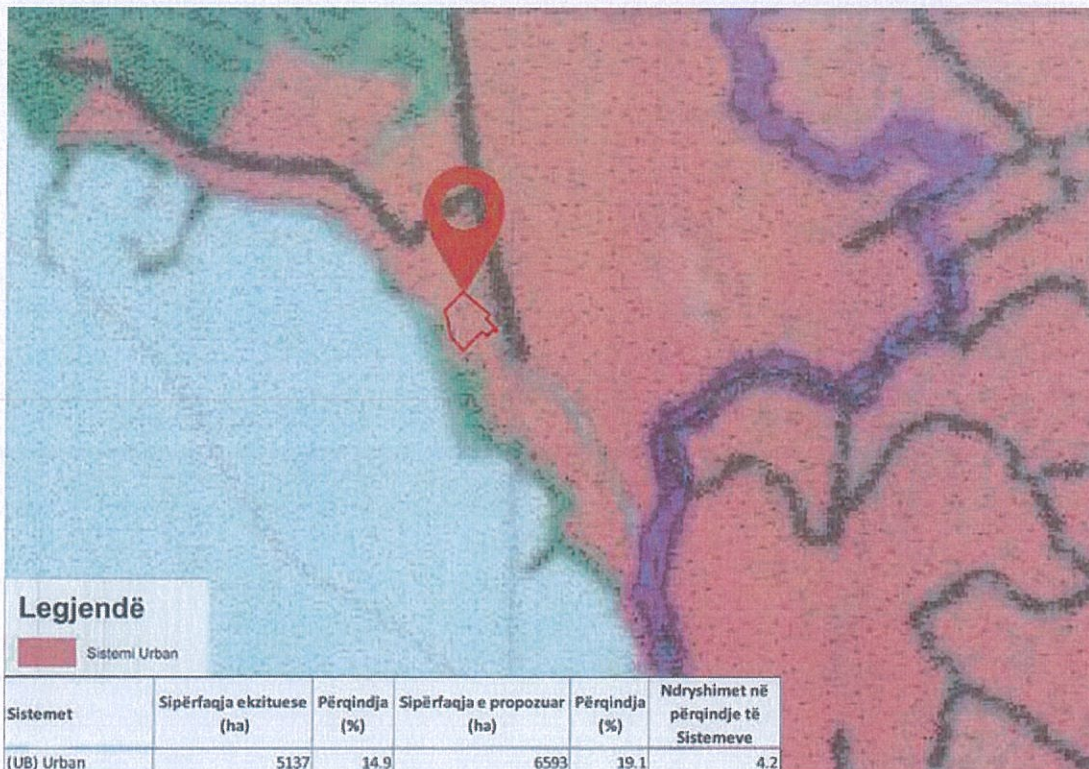 Legjendë
Sistemi Urban
Sistemet Sipërfaqja ekzituese (ha) Përqindja (%) Sipërfaqja e propozuar (ha) Përqindja (%) Ndryshimet në përqindje të Sistemeve
(UB) Urban 5137 14.9 6593 19.1 4.2